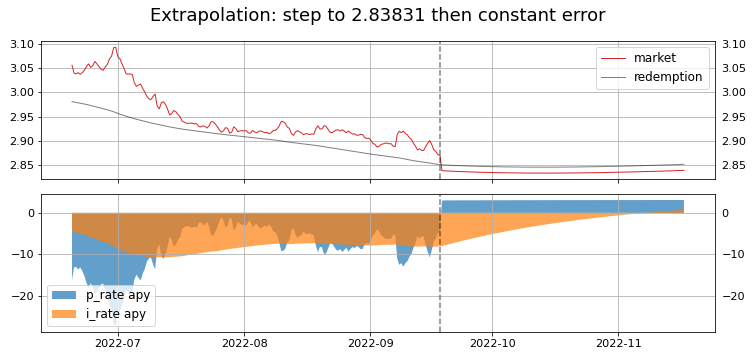 Extrapolation: step to 2.83831 then constant error
3.10 3.10
3.05 3.05
3.00 3.00
2.95 2.95
2.90 2.90
2.85 2.85
market
redemption
0 0
−10 −10
−20 −20
p_rate apy
i_rate apy
2022-07 2022-08 2022-09 2022-10 2022-11